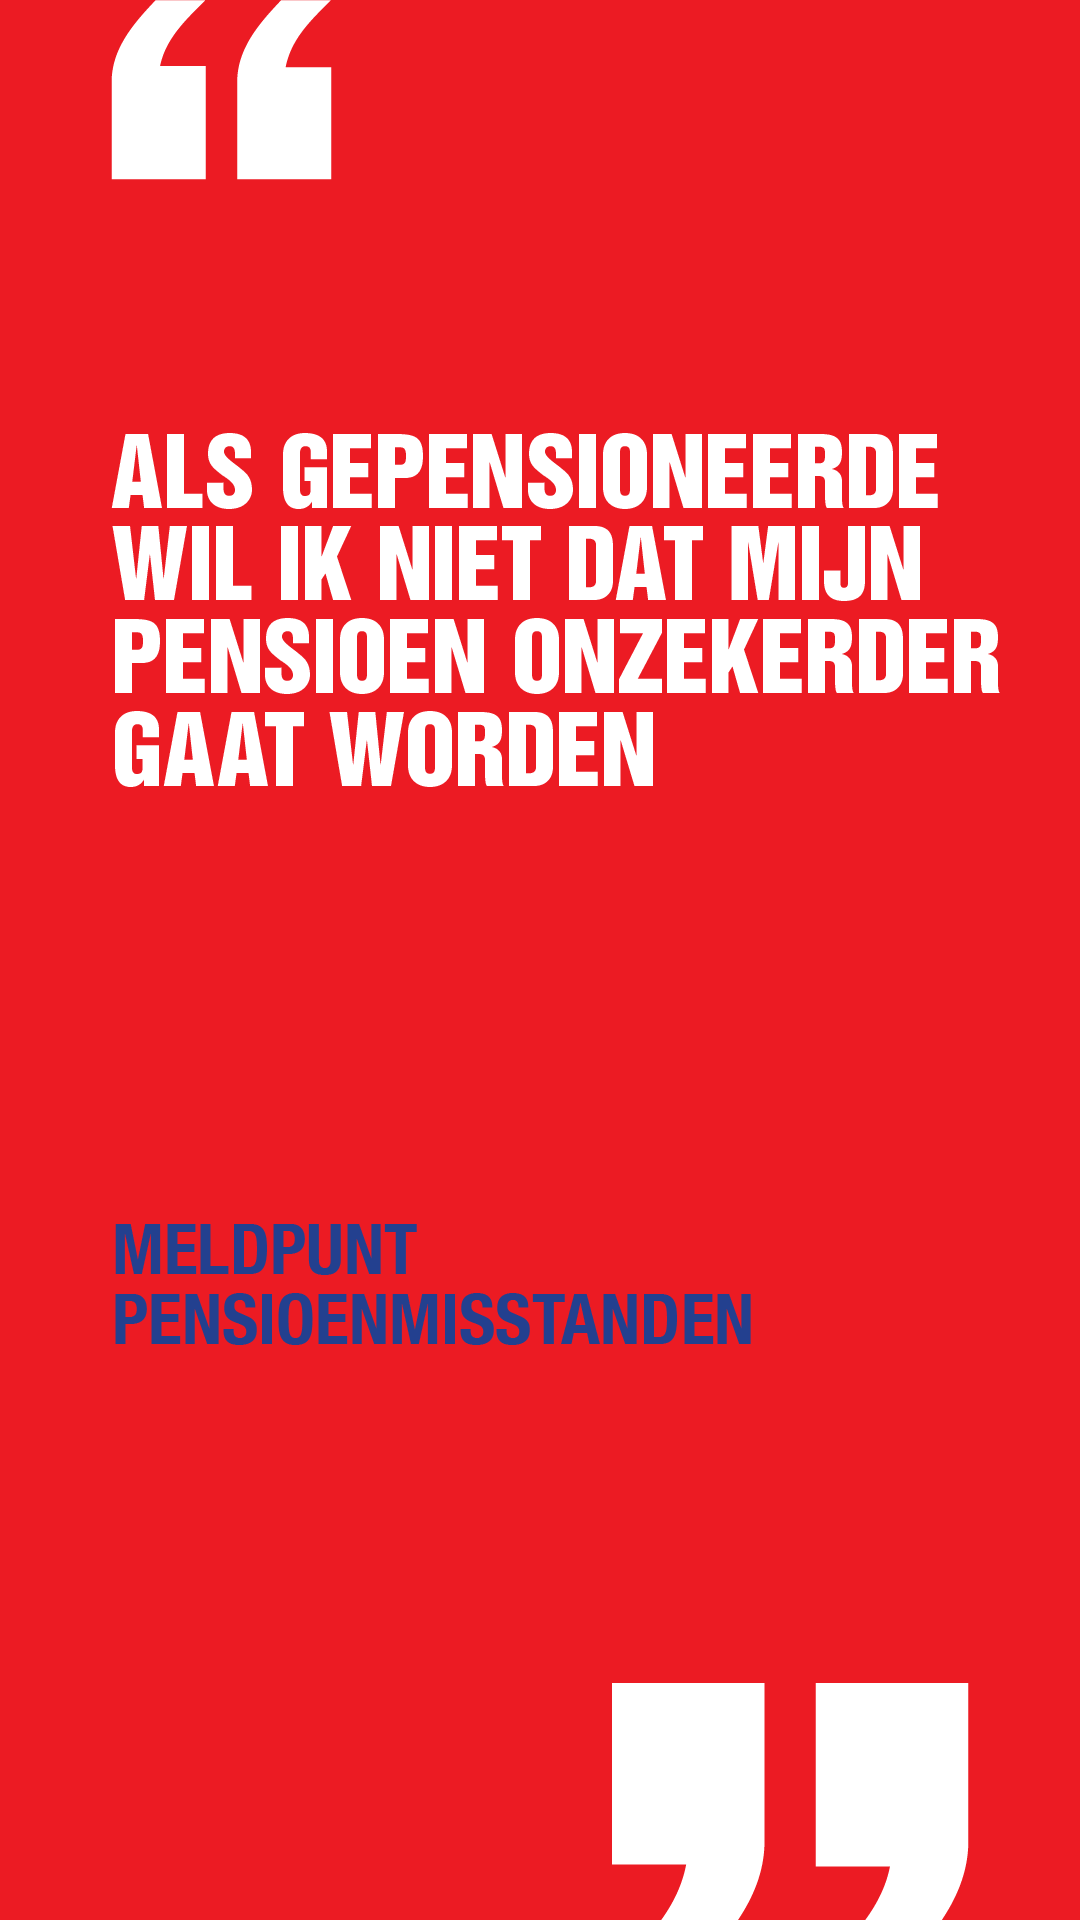 “
ALS GEPENSIONEERDE
WIL IK NIET DAT MIJN
PENSIOEN ONZEKERDER
GAAT WORDEN
MELDPUNT
PENSIOENMISSTANDEN
”